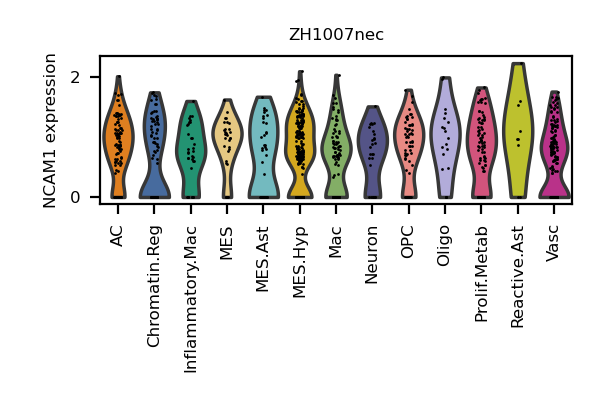 ZH1007nec
NCAM1 expression
2
0
AC
Chromatin.Reg
Inflammatory.Mac
MES
MES.Ast
MES.Hyp
Mac
Neuron
OPC
Oligo
Prolif.Metab
Reactive.Ast
Vasc